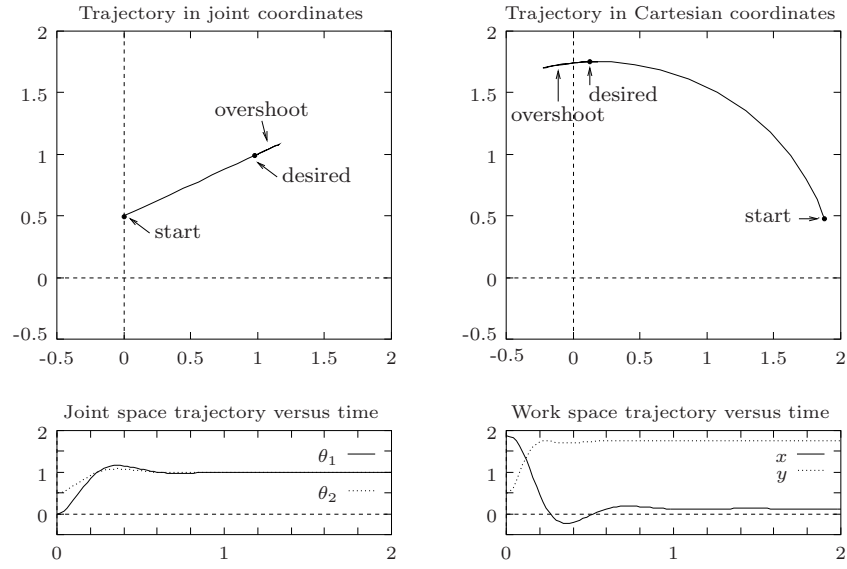 Trajectory in joint coordinates
2
1.5
1
0.5
0
-0.5
-0.5 0 0.5 1 1.5 2
overshoot
desired
start
Trajectory in Cartesian coordinates
2
1.5
1
0.5
0
-0.5
-0.5 0 0.5 1 1.5 2
desired
overshoot
start
Joint space trajectory versus time
2
1
0
0 1 2
θ1
θ2
Work space trajectory versus time
2
1
0
0 1 2
x
y